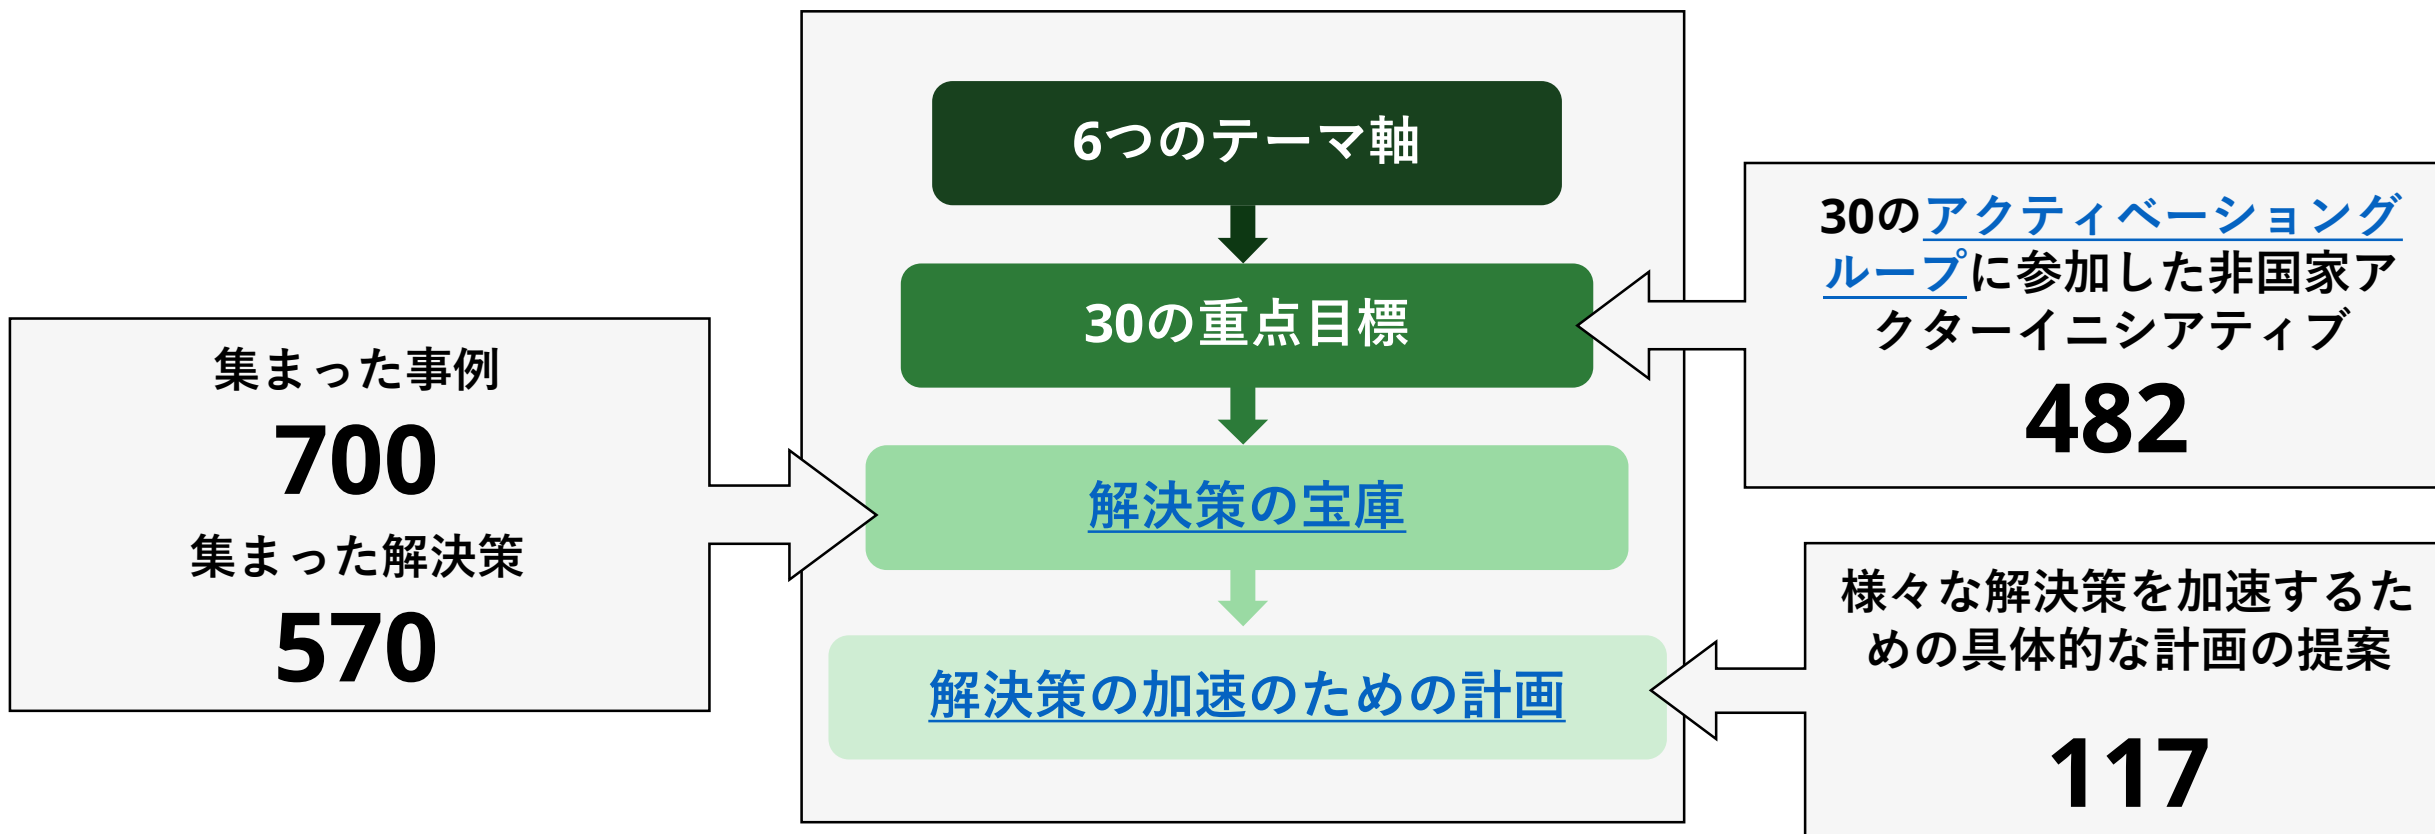 6つのテーマ軸
30の重点目標
解決策の宝庫
解決策の加速のための計画
集まった事例
700
集まった解決策
570
30のアクティベーショング
ループに参加した非国家ア
クターイニシアティブ
482
様々な解決策を加速するた
めの具体的な計画の提案
117